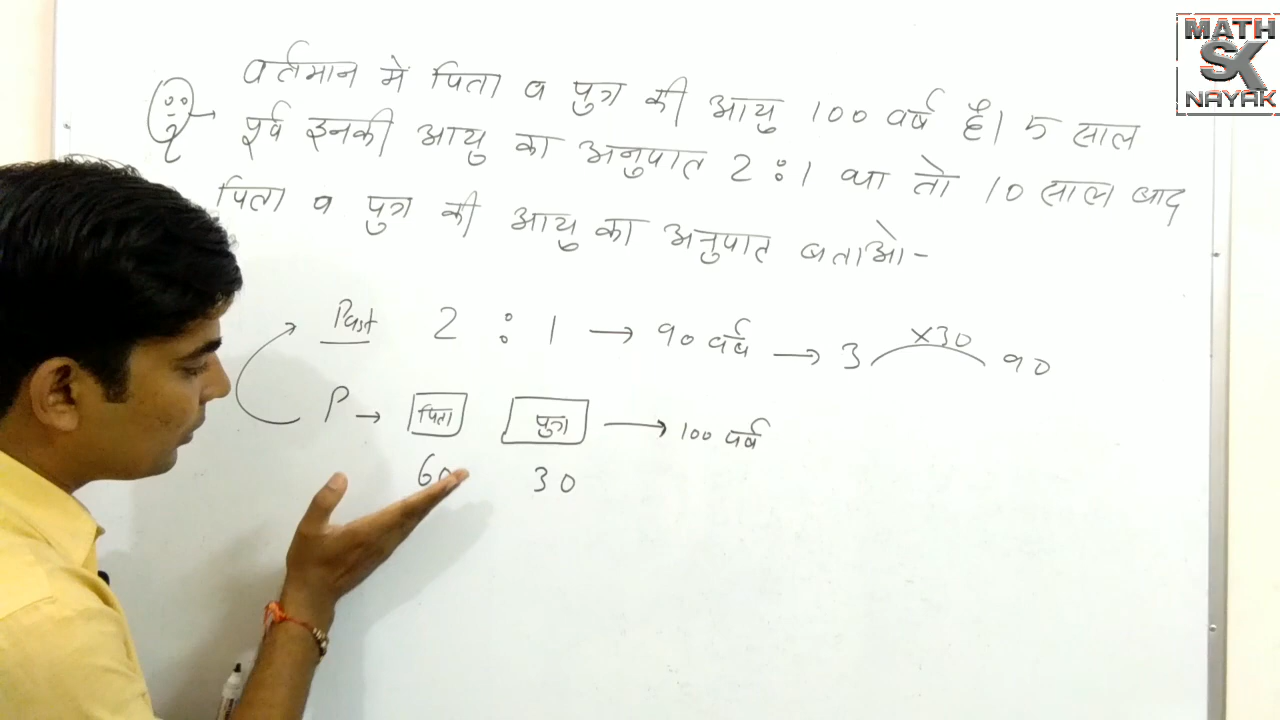 MATH
SK
NAYAK
वर्तमान में पिता व पुत्र की आयु 100 वर्ष है। 5 साल
पूर्व इनकी आयु का अनुपात 2:1 था तो 10 साल बाद
पिता व पुत्र की आयु का अनुपात बताओ-
Past 2 : 1 → 90 वर्ष → 3 ×30 90
P → पिता पुत्र → 100 वर्ष
60 30